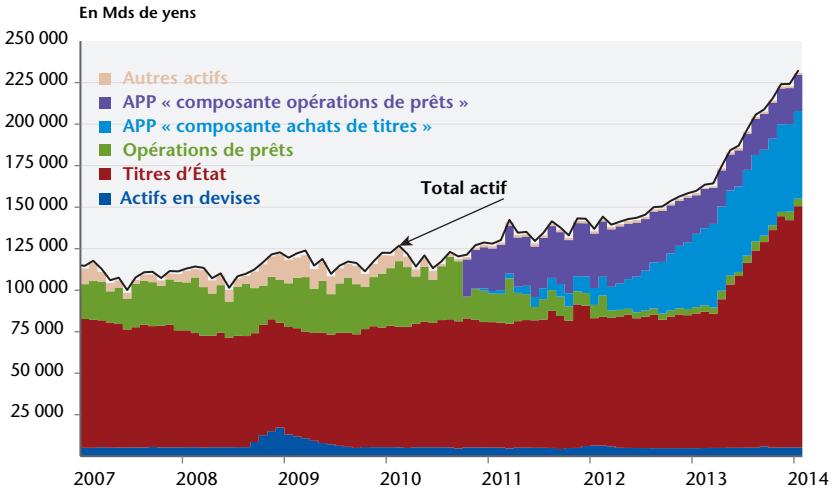 En Mds de yens
250 000
225 000
200 000
175 000
150 000
125 000
100 000
75 000
50 000
25 000
Autres actifs
APP « composante opérations de prêts »
APP « composante achats de titres »
Opérations de prêts
Titres d’État
Actifs en devises
Total actif
2007 2008 2009 2010 2011 2012 2013 2014